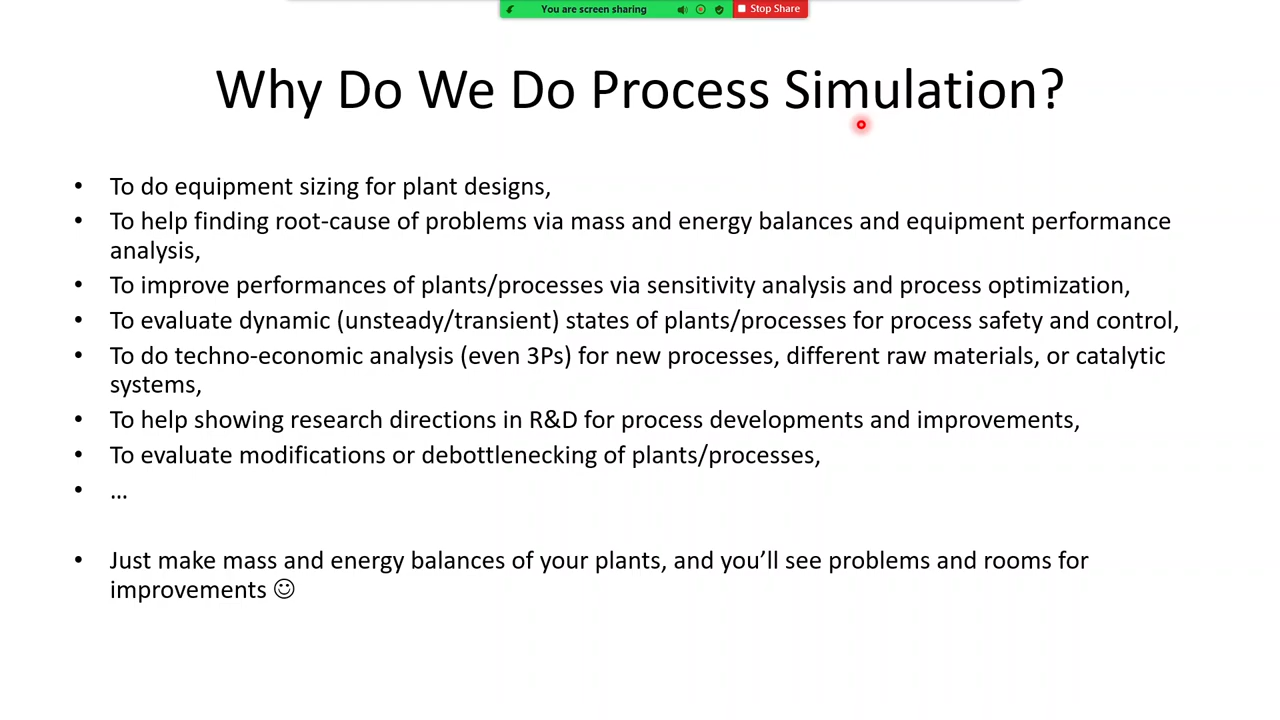 You are screen sharing
Stop Share
Why Do We Do Process Simulation?
• To do equipment sizing for plant designs,
• To help finding root-cause of problems via mass and energy balances and equipment performance
analysis,
• To improve performances of plants/processes via sensitivity analysis and process optimization,
• To evaluate dynamic (unsteady/transient) states of plants/processes for process safety and control,
• To do techno-economic analysis (even 3Ps) for new processes, different raw materials, or catalytic
systems,
• To help showing research directions in R&D for process developments and improvements,
• To evaluate modifications or debottlenecking of plants/processes,
• ...
• Just make mass and energy balances of your plants, and you’ll see problems and rooms for
improvements ☺